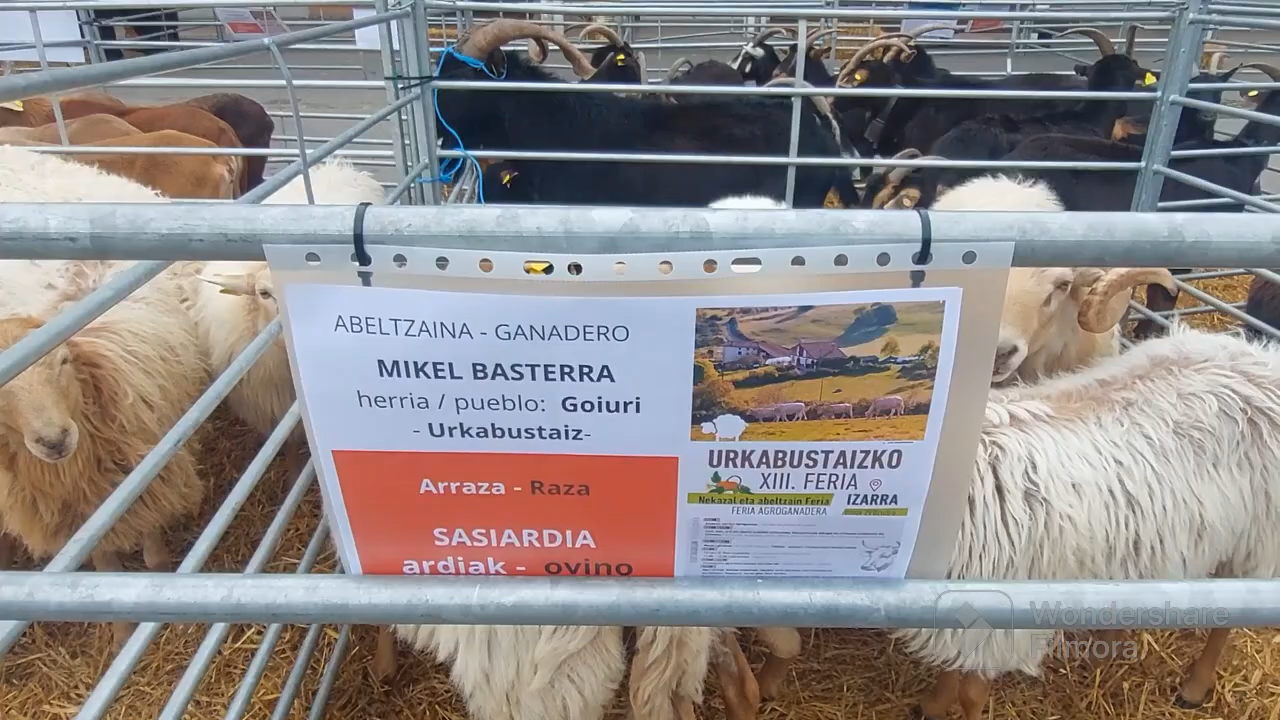 ABELTZAINA - GANADERO
MIKEL BASTERRA
herria / pueblo: Goiuri
- Urkabustaiz-
Arraza - Raza
SASIARDIA
ardiak - ovino
URKABUSTAIZKO
XIII. FERIA
Nekazal eta abeltzain Feria
FERIA AGROGANADERA
IZARRA
Wondershare
Filmora